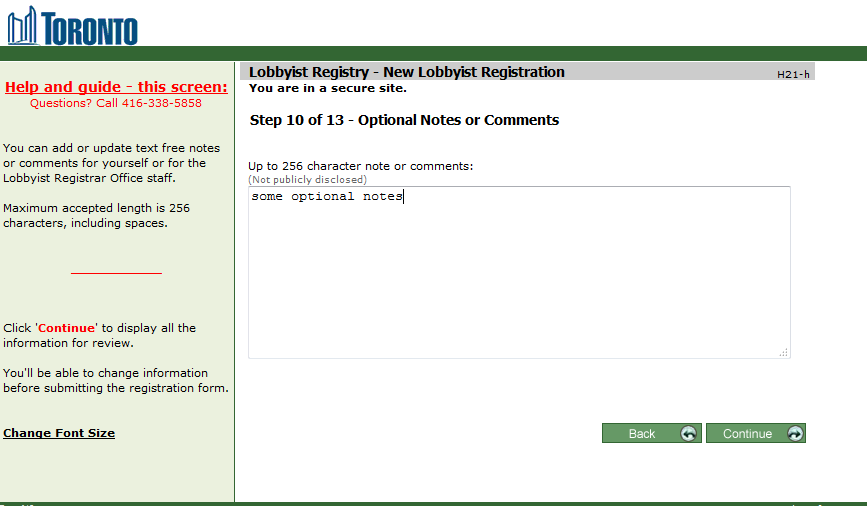 TORONTO
Help and guide - this screen:
Questions? Call 416-338-5858
You can add or update text free notes
or comments for yourself or for the
Lobbyist Registrar Office staff.
Maximum accepted length is 256
characters, including spaces.
Click 'Continue' to display all the
information for review.
You'll be able to change information
before submitting the registration form.
Change Font Size
Lobbyist Registry - New Lobbyist Registration
H21-h
You are in a secure site.
Step 10 of 13 - Optional Notes or Comments
Up to 256 character note or comments:
(Not publicly disclosed)
some optional notes
Back
Continue